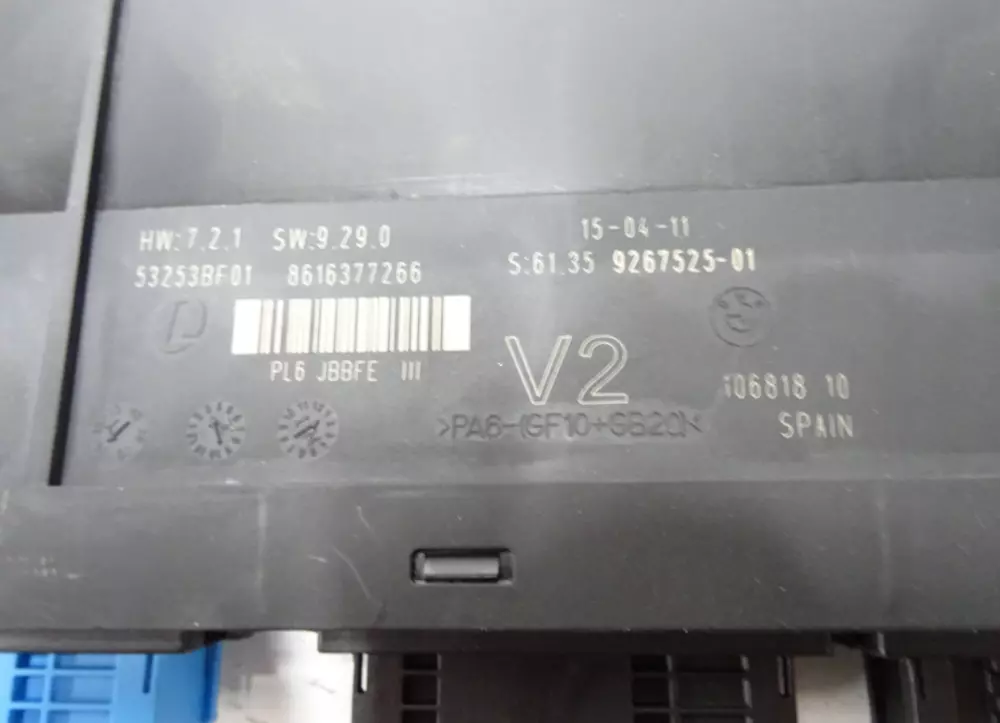 HW:7.2.1 SW:9.29.0
15-04-11
53253BF01 8616377266
S:61.35 9267525-01
PL6 JBBFE III
V2
106818 10
>PA6-(GF10+GB20)<
SPAIN